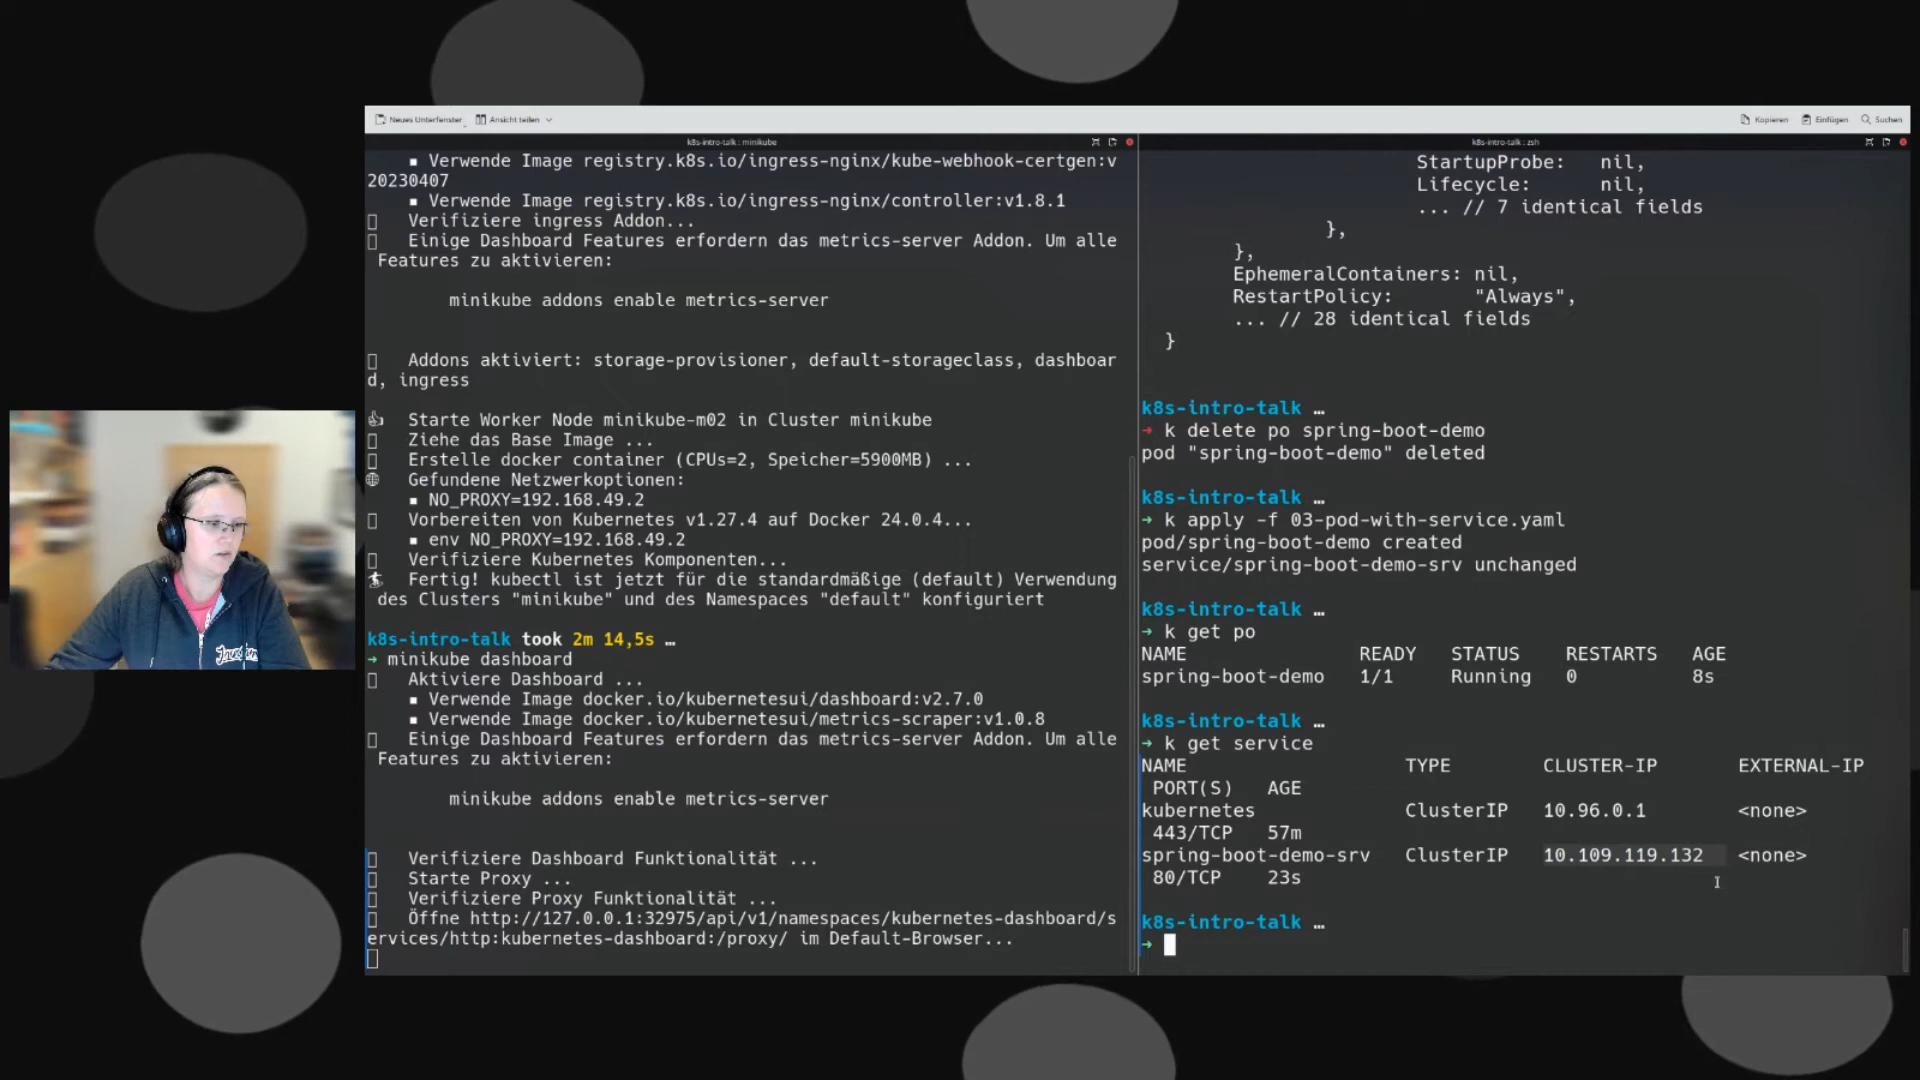 Neues Unterfenster
Ansicht teilen
Kopieren
Einfügen
Suchen
k8s-intro-talk : minikube
▪ Verwende Image registry.k8s.io/ingress-nginx/kube-webhook-certgen:v
20230407
▪ Verwende Image registry.k8s.io/ingress-nginx/controller:v1.8.1
Verifiziere ingress Addon...
Einige Dashboard Features erfordern das metrics-server Addon. Um alle
Features zu aktivieren:
minikube addons enable metrics-server
Addons aktiviert: storage-provisioner, default-storageclass, dashboar
d, ingress
👍 Starte Worker Node minikube-m02 in Cluster minikube
Ziehe das Base Image ...
Erstelle docker container (CPUs=2, Speicher=5900MB) ...
🌐 Gefundene Netzwerkoptionen:
▪ NO_PROXY=192.168.49.2
Vorbereiten von Kubernetes v1.27.4 auf Docker 24.0.4...
▪ env NO_PROXY=192.168.49.2
Verifiziere Kubernetes Komponenten...
🏄 Fertig! kubectl ist jetzt für die standardmäßige (default) Verwendung
des Clusters "minikube" und des Namespaces "default" konfiguriert
k8s-intro-talk took 2m 14,5s …
➜ minikube dashboard
Aktiviere Dashboard ...
▪ Verwende Image docker.io/kubernetesui/dashboard:v2.7.0
▪ Verwende Image docker.io/kubernetesui/metrics-scraper:v1.0.8
Einige Dashboard Features erfordern das metrics-server Addon. Um alle
Features zu aktivieren:
minikube addons enable metrics-server
Verifiziere Dashboard Funktionalität ...
Starte Proxy ...
Verifiziere Proxy Funktionalität ...
Öffne http://127.0.0.1:32975/api/v1/namespaces/kubernetes-dashboard/s
ervices/http:kubernetes-dashboard:/proxy/ im Default-Browser...
k8s-intro-talk : zsh
StartupProbe: nil,
Lifecycle: nil,
... // 7 identical fields
},
},
EphemeralContainers: nil,
RestartPolicy: "Always",
... // 28 identical fields
}
k8s-intro-talk …
➜ k delete po spring-boot-demo
pod "spring-boot-demo" deleted
k8s-intro-talk …
➜ k apply -f 03-pod-with-service.yaml
pod/spring-boot-demo created
service/spring-boot-demo-srv unchanged
k8s-intro-talk …
➜ k get po
NAME READY STATUS RESTARTS AGE
spring-boot-demo 1/1 Running 0 8s
k8s-intro-talk …
➜ k get service
NAME TYPE CLUSTER-IP EXTERNAL-IP
PORT(S) AGE
kubernetes ClusterIP 10.96.0.1 <none>
443/TCP 57m
spring-boot-demo-srv ClusterIP 10.109.119.132 <none>
80/TCP 23s
k8s-intro-talk …
➜